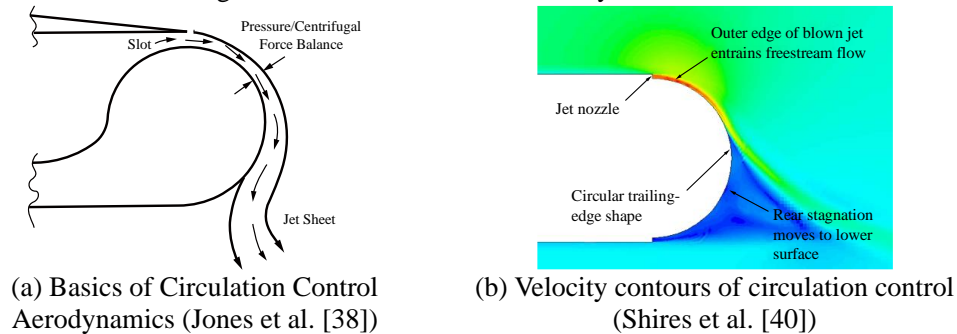 Pressure/Centrifugal
Force Balance
Slot
Jet Sheet
(a) Basics of Circulation Control
Aerodynamics (Jones et al. [38])
Outer edge of blown jet
entrains freestream flow
Jet nozzle
Circular trailing-
edge shape
Rear stagnation
moves to lower
surface
(b) Velocity contours of circulation control
(Shires et al. [40])